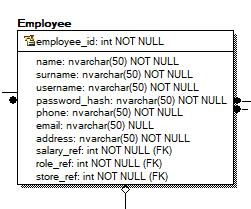 Employee
employee_id: int NOT NULL
name: nvarchar(50) NOT NULL
surname: nvarchar(50) NOT NULL
username: nvarchar(50) NOT NULL
password_hash: nvarchar(50) NOT NULL
phone: nvarchar(50) NOT NULL
email: nvarchar(50) NULL
address: nvarchar(50) NOT NULL
salary_ref: int NOT NULL (FK)
role_ref: int NOT NULL (FK)
store_ref: int NOT NULL (FK)